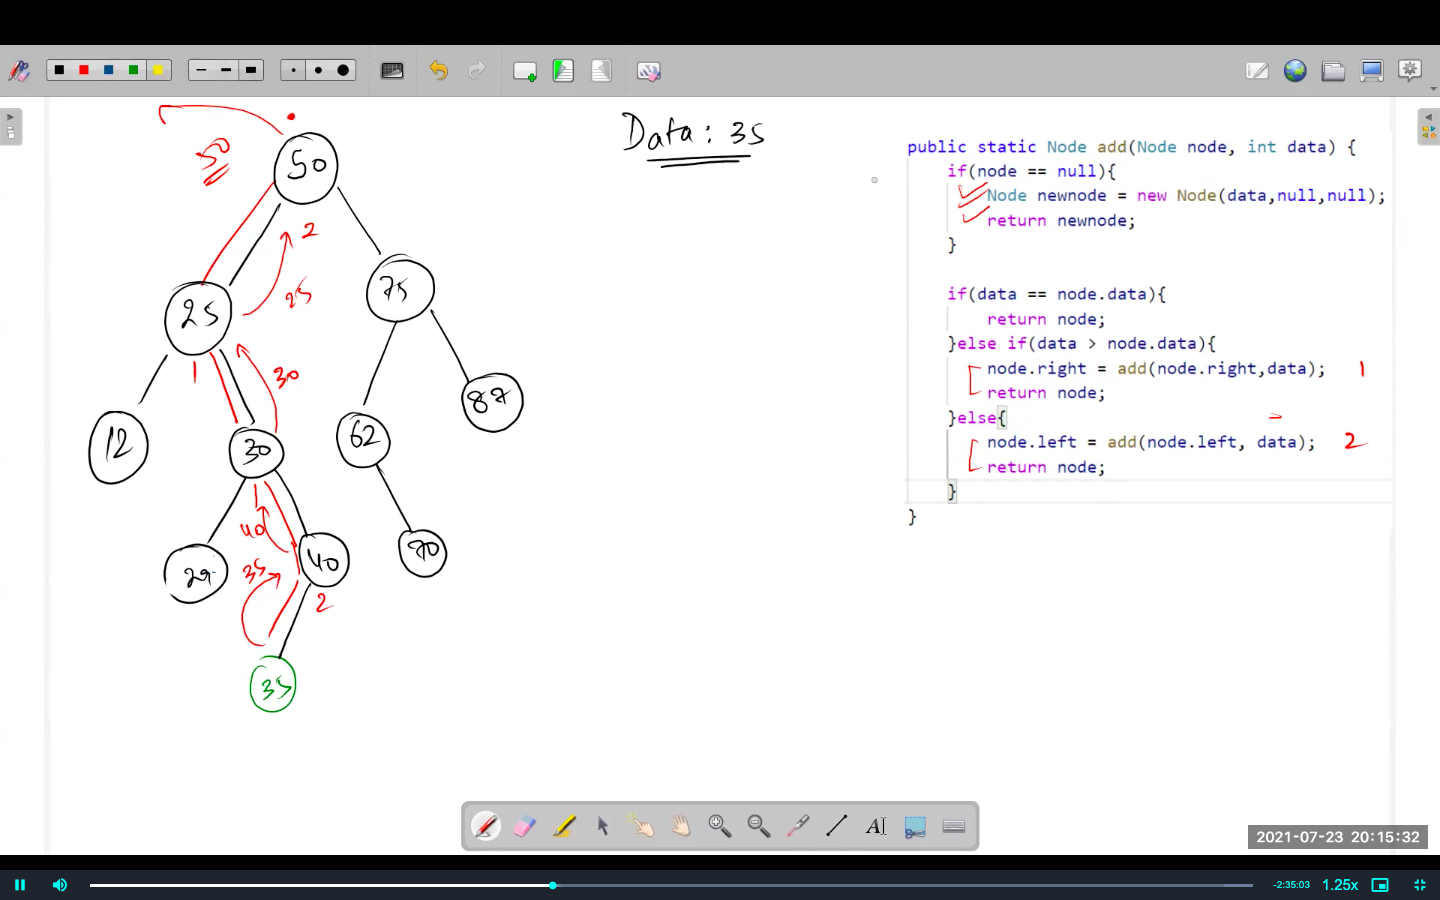 Data: 35
50
50
2
25
25
75
1
30
87
12
30
62
40
29
40
70
35
2
35
public static Node add(Node node, int data) {
if(node == null){
Node newnode = new Node(data,null,null);
return newnode;
}
if(data == node.data){
return node;
}else if(data > node.data){
node.right = add(node.right,data); 1
return node;
}else{
node.left = add(node.left, data); 2
return node;
}
}
AI
2021-07-23 20:15:32
-2:35:03 1.25x